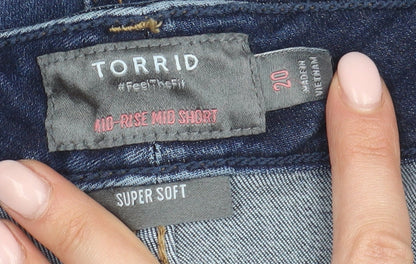 TORRID
#FeelTheFit
MID-RISE MID SHORT
20
MADE IN
VIETNAM
SUPER SOFT